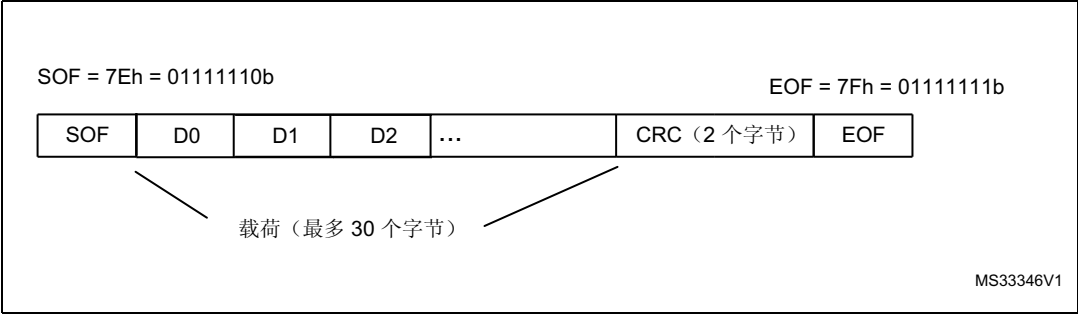 SOF = 7Eh = 01111110b
EOF = 7Fh = 01111111b
SOF D0 D1 D2 ... CRC（2 个字节） EOF
载荷（最多 30 个字节）
MS33346V1